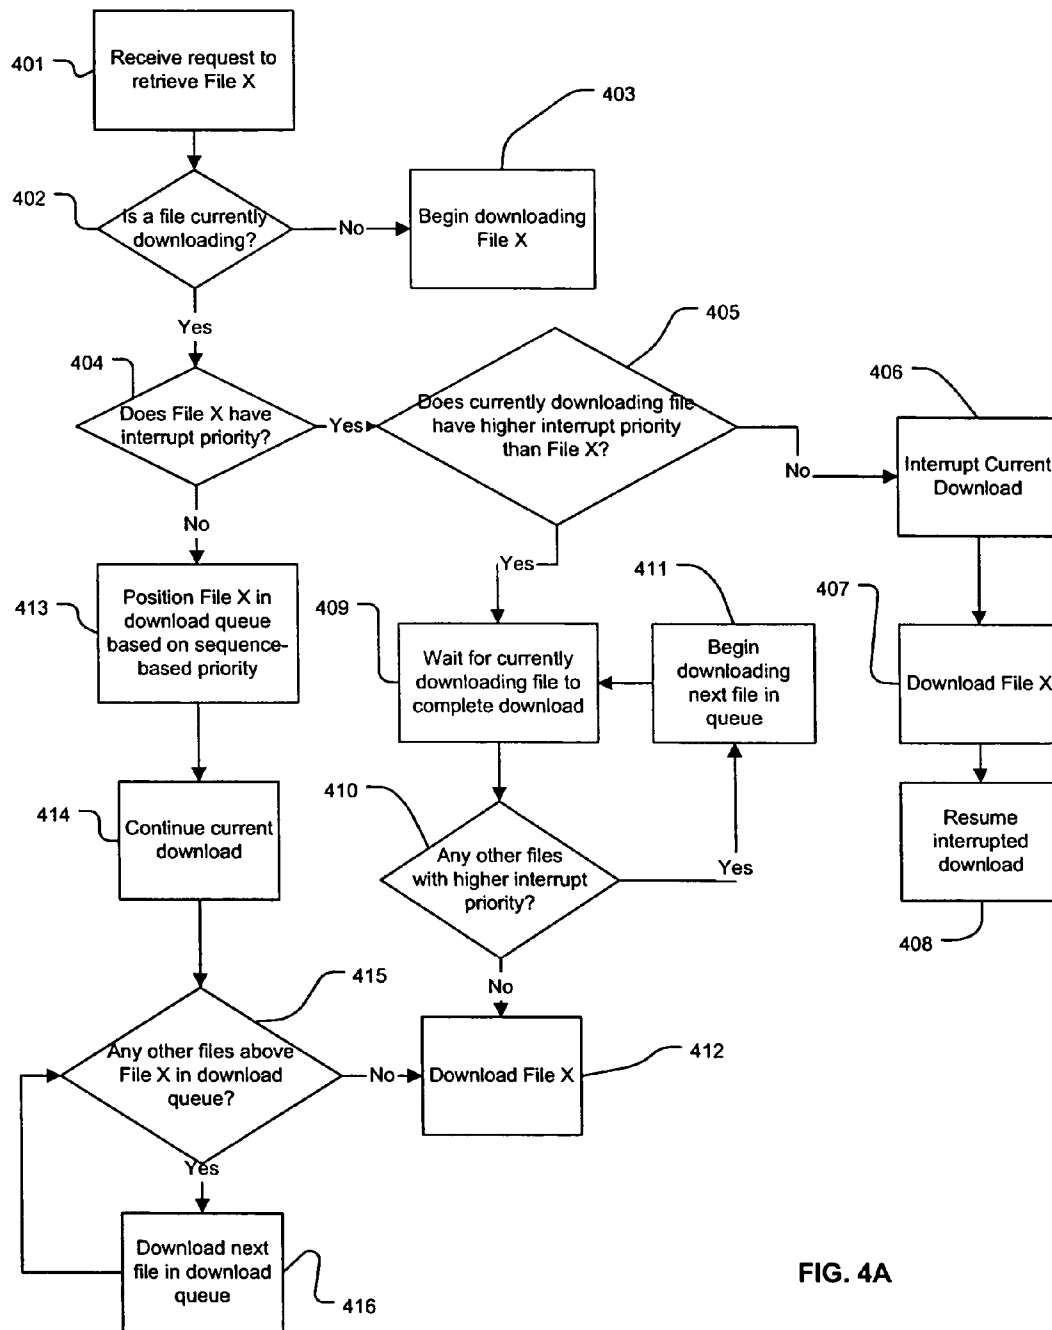 401
Receive request to
retrieve File X
403
402
Is a file currently
downloading?
No
Begin downloading
File X
Yes
405
404
Does File X have
interrupt priority?
Yes
Does currently downloading file
have higher interrupt priority
than File X?
406
No
Interrupt Current
Download
No
Yes
411
413
Position File X in
download queue
based on sequence-
based priority
409
Wait for currently
downloading file to
complete download
Begin
downloading
next file in
queue
407
Download File X
414
Continue current
download
410
Any other files
with higher interrupt
priority?
Yes
Resume
interrupted
download
408
No
415
Any other files above
File X in download
queue?
No
Download File X
412
Yes
Download next
file in download
queue
416
FIG. 4A